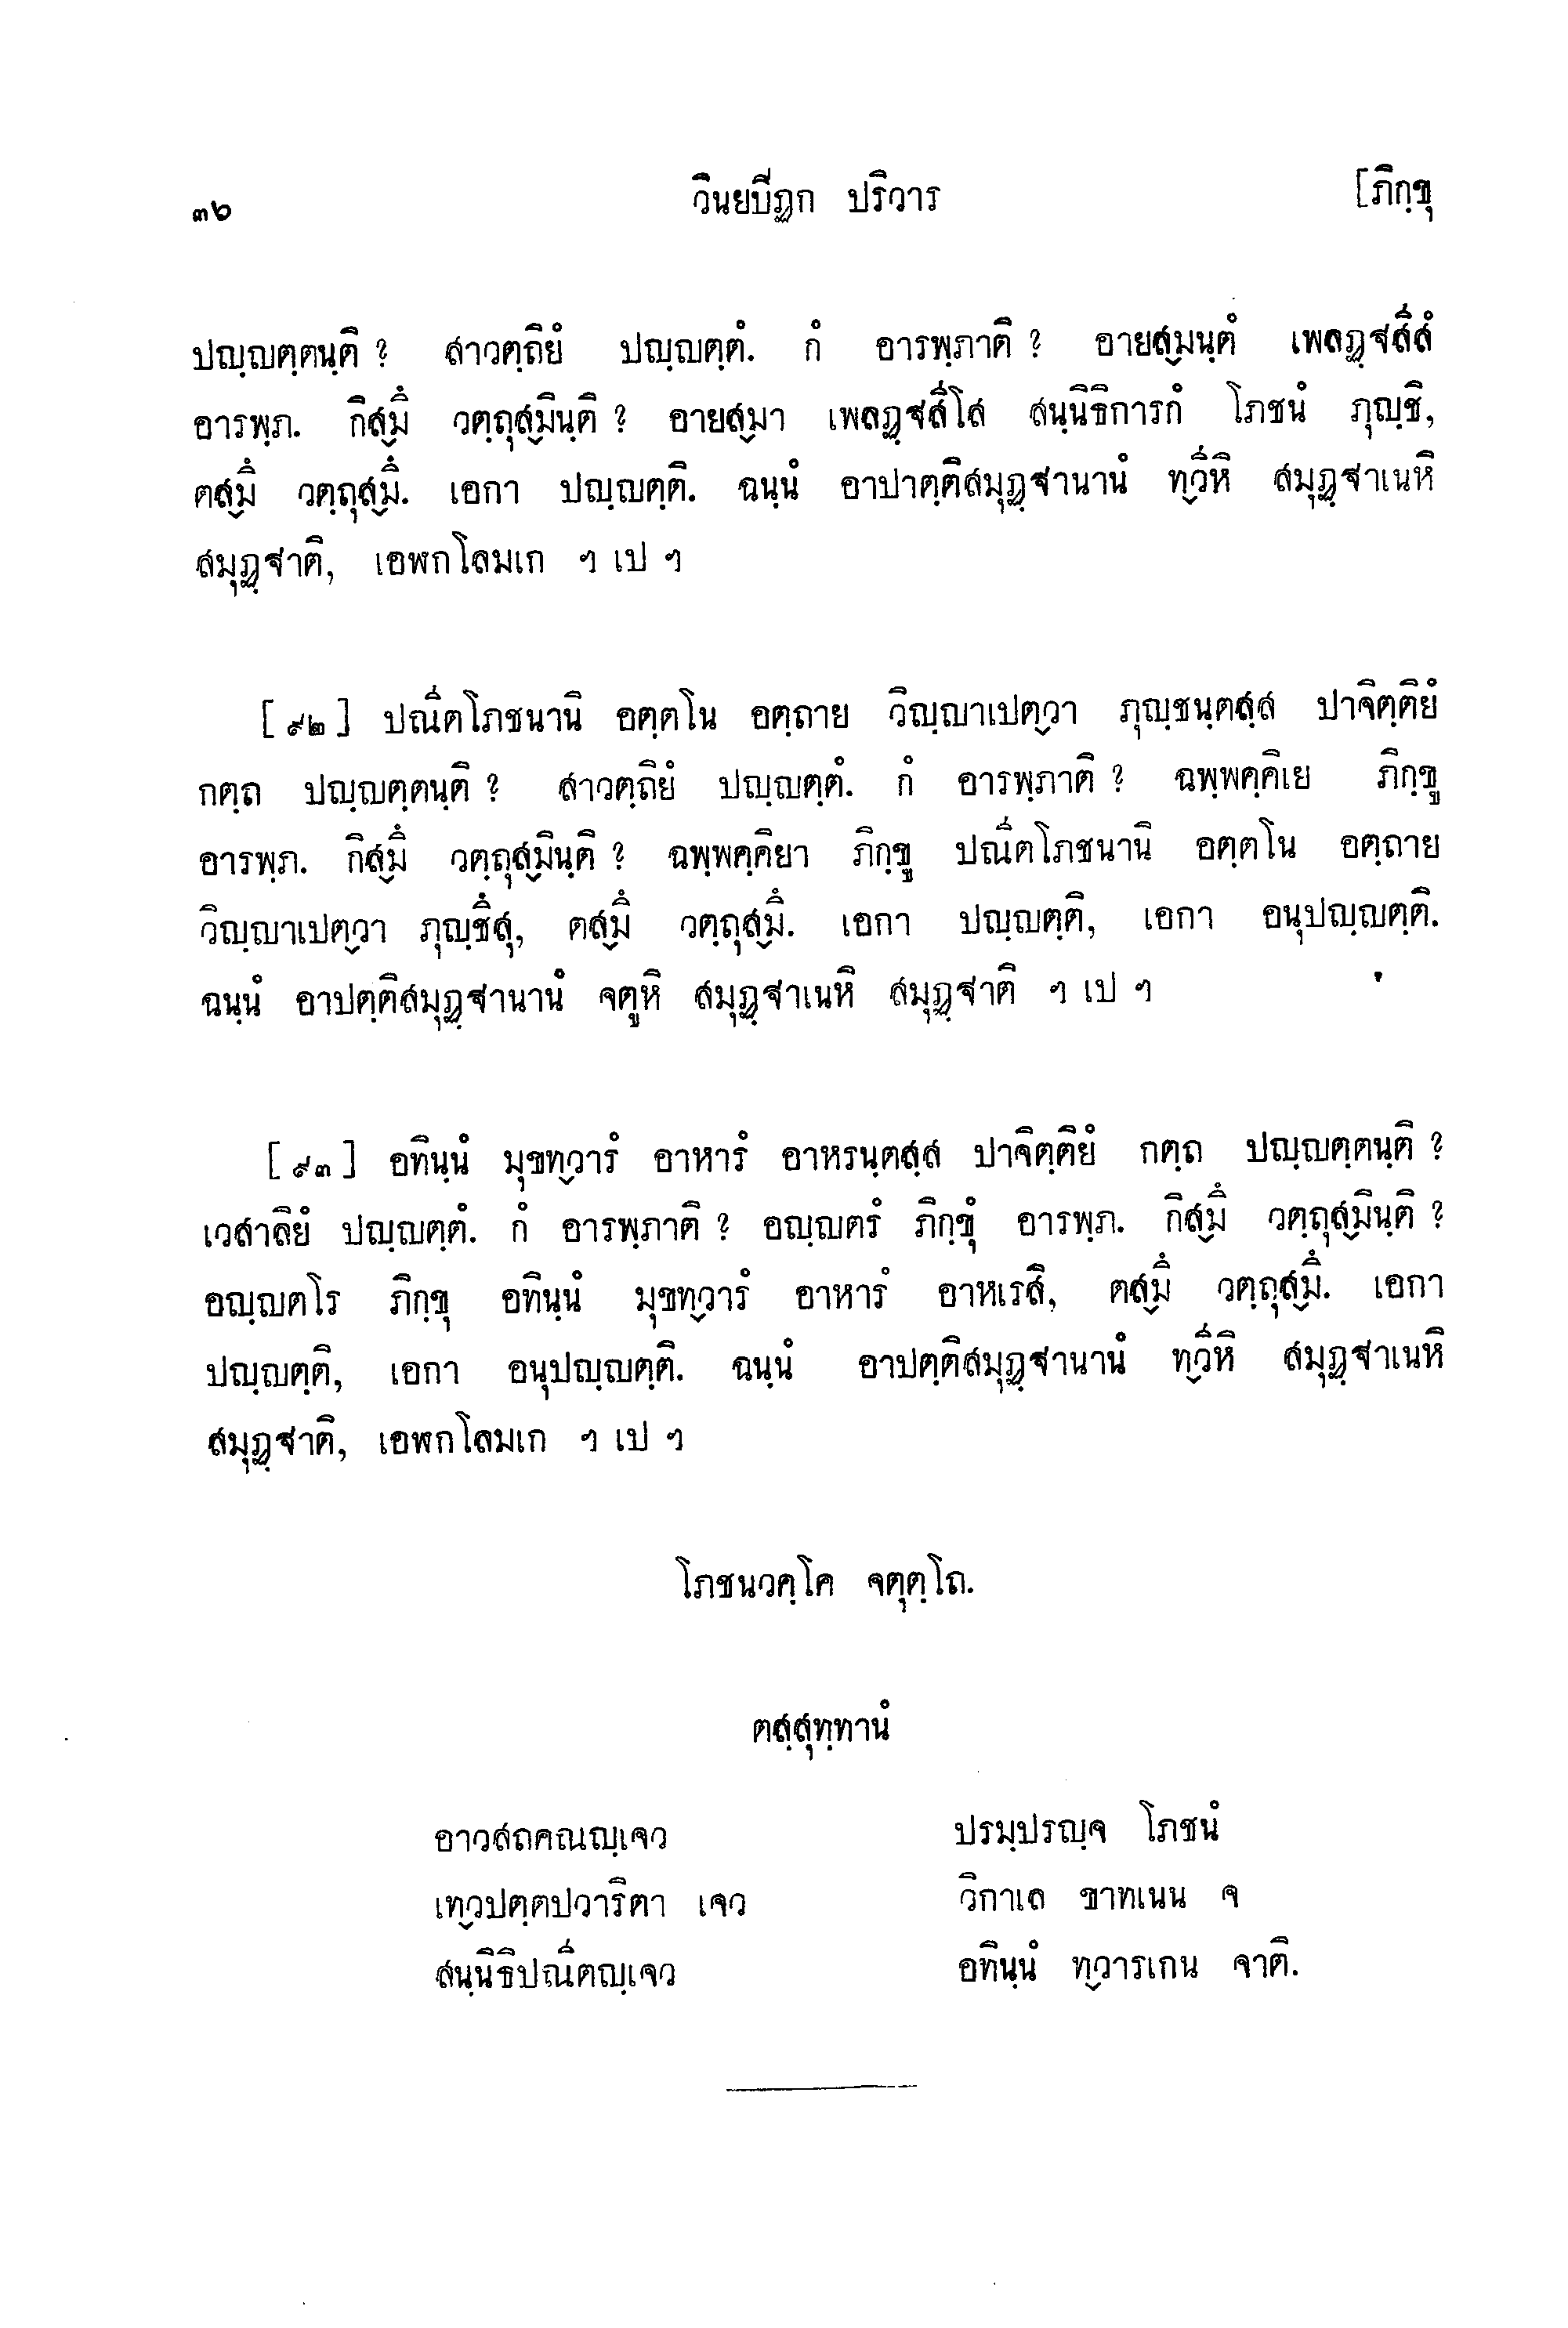 ๓๖ วินยปิฏก ปริวาร [ภิกฺขุ
ปญฺญตฺตนฺติ ? สาวตฺถิยํ ปญฺญตฺตํ. กํ อารพฺภาติ ? อายสฺมนฺตํ เพลฏฺฐสีสํ
อารพฺภ. กิสฺมึ วตฺถุสฺมินฺติ ? อายสฺมา เพลฏฺฐสีโส สนฺนิธิการกํ โภชนํ ภุญฺชิ,
ตสฺมึ วตฺถุสฺมึ. เอกา ปญฺญตฺติ. ฉนฺนํ อาปาตฺติสมุฏฺฐานานํ ทฺวีหิ สมุฏฺฐาเนหิ
สมุฏฺฐาติ, เอฬกโลมเก ฯ เป ฯ
[ ๙๒ ] ปณีตโภชนานิ อตฺตโน อตฺถาย วิญฺญาเปตฺวา ภุญฺชนฺตสฺส ปาจิตฺติยํ
กตฺถ ปญฺญตฺตนฺติ ? สาวตฺถิยํ ปญฺญตฺตํ. กํ อารพฺภาติ ? ฉพฺพคฺคิเย ภิกฺขู
อารพฺภ. กิสฺมึ วตฺถุสฺมินฺติ ? ฉพฺพคฺคิยา ภิกฺขู ปณีตโภชนานิ อตฺตโน อตฺถาย
วิญฺญาเปตฺวา ภุญฺชึสุ, ตสฺมึ วตฺถุสฺมึ. เอกา ปญฺญตฺติ, เอกา อนุปญฺญตฺติ.
ฉนฺนํ อาปตฺติสมุฏฺฐานานํ จตูหิ สมุฏฺฐาเนหิ สมุฏฺฐาติ ฯ เป ฯ
[ ๙๓ ] อทินฺนํ มุขทฺวารํ อาหารํ อาหรนฺตสฺส ปาจิตฺติยํ กตฺถ ปญฺญตฺตนฺติ ?
เวสาลิยํ ปญฺญตฺตํ. กํ อารพฺภาติ ? อญฺญตรํ ภิกฺขุํ อารพฺภ. กิสฺมึ วตฺถุสฺมินฺติ ?
อญฺญตโร ภิกฺขุ อทินฺนํ มุขทฺวารํ อาหารํ อาหเรสิ, ตสฺมึ วตฺถุสฺมึ. เอกา
ปญฺญตฺติ, เอกา อนุปญฺญตฺติ. ฉนฺนํ อาปตฺติสมุฏฺฐานานํ ทฺวีหิ สมุฏฺฐาเนหิ
สมุฏฺฐาติ, เอฬกโลมเก ฯ เป ฯ
โภชนวคฺโค จตุตฺโถ.
ตสฺสุทฺทานํ
อาวสถคณญฺเจว ปรมฺปรญฺจ โภชนํ
เทฺวปตฺตปวาริตา เจว วิกาเล ขาทเนน จ
สนฺนิธิปณีตญฺเจว อทินฺนํ ทฺวารเกน จาติ.